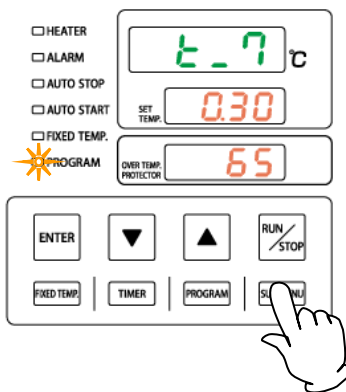 HEATER
ALARM
AUTO STOP
AUTO START
FIXED TEMP.
PROGRAM
t_7 ℃
SET TEMP. 0.30
OVER TEMP. PROTECTOR 65
ENTER ▼ ▲ RUN/STOP
FIXED TEMP. TIMER PROGRAM